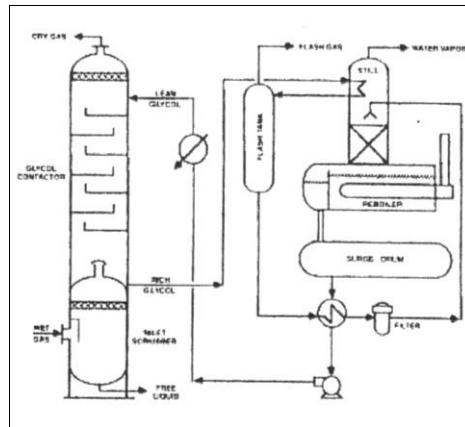 DRY GAS
FLASH GAS
WATER VAPOR
STILL
LEAN
GLYCOL
FLASH TANK
GLYCOL
CONTACTOR
REBOILER
SURGE DRUM
RICH
GLYCOL
WET
GAS
INLET
SCRUBBER
FILTER
FREE
LIQUID